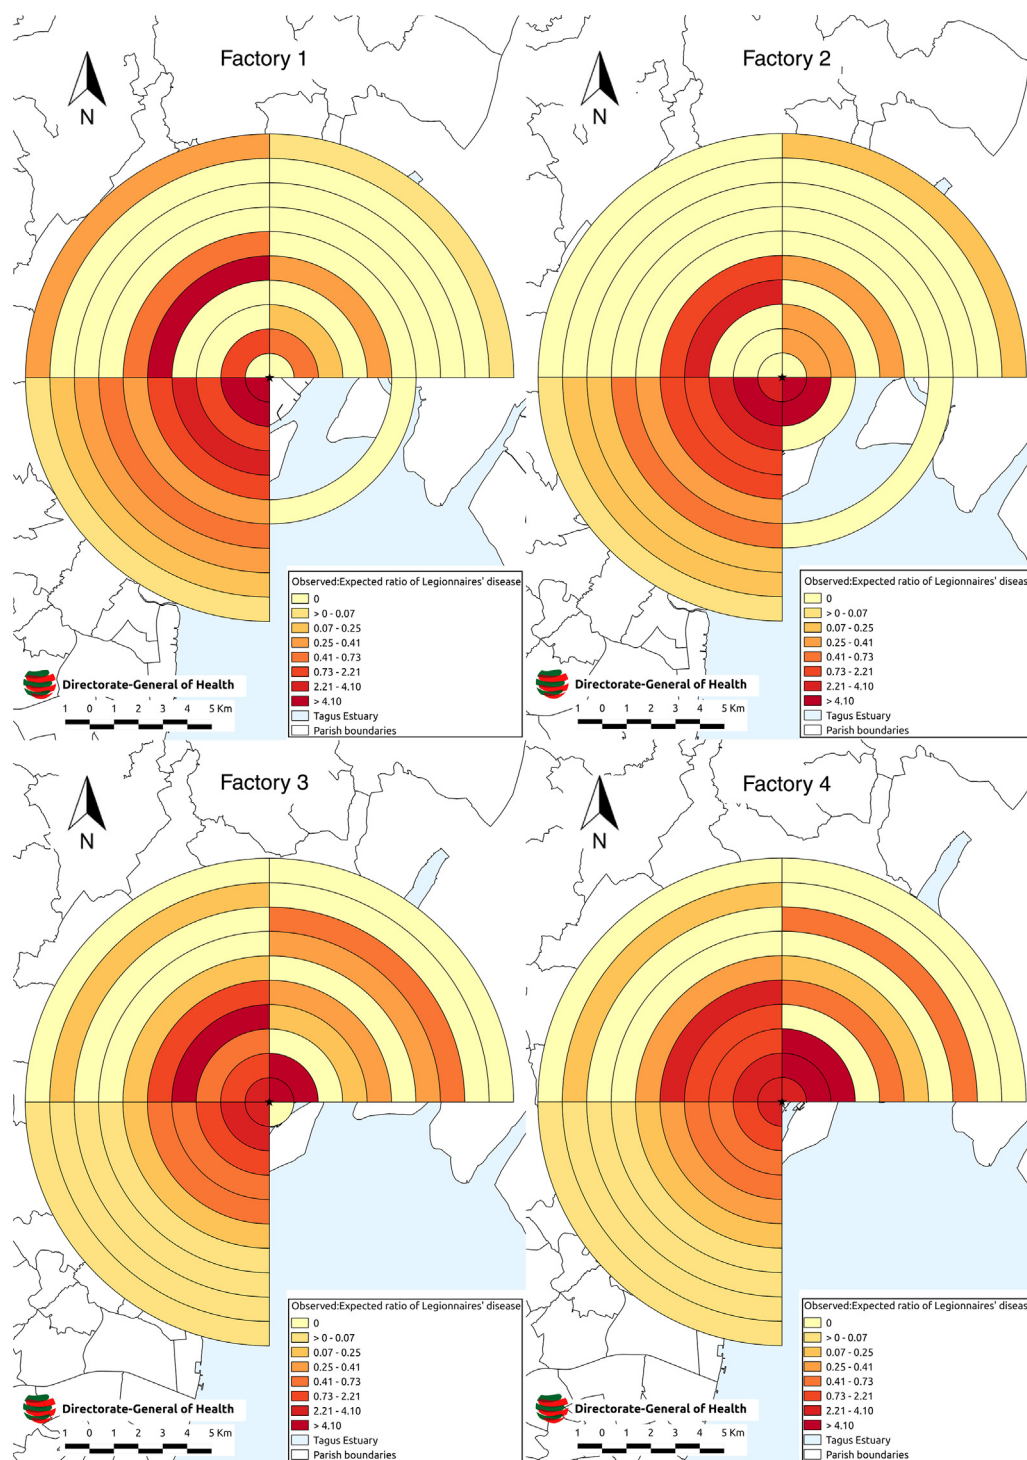 Factory 1
N
Observed:Expected ratio of Legionnaires' disease
0
> 0 - 0.07
0.07 - 0.25
0.25 - 0.41
0.41 - 0.73
0.73 - 2.21
2.21 - 4.10
> 4.10
Tagus Estuary
Parish boundaries
Directorate-General of Health
1 0 1 2 3 4 5 Km
Factory 2
N
Observed:Expected ratio of Legionnaires' disease
0
> 0 - 0.07
0.07 - 0.25
0.25 - 0.41
0.41 - 0.73
0.73 - 2.21
2.21 - 4.10
> 4.10
Tagus Estuary
Parish boundaries
Directorate-General of Health
1 0 1 2 3 4 5 Km
Factory 3
N
Observed:Expected ratio of Legionnaires' disease
0
> 0 - 0.07
0.07 - 0.25
0.25 - 0.41
0.41 - 0.73
0.73 - 2.21
2.21 - 4.10
> 4.10
Tagus Estuary
Parish boundaries
Directorate-General of Health
1 0 1 2 3 4 5 Km
Factory 4
N
Observed:Expected ratio of Legionnaires' disease
0
> 0 - 0.07
0.07 - 0.25
0.25 - 0.41
0.41 - 0.73
0.73 - 2.21
2.21 - 4.10
> 4.10
Tagus Estuary
Parish boundaries
Directorate-General of Health
1 0 1 2 3 4 5 Km